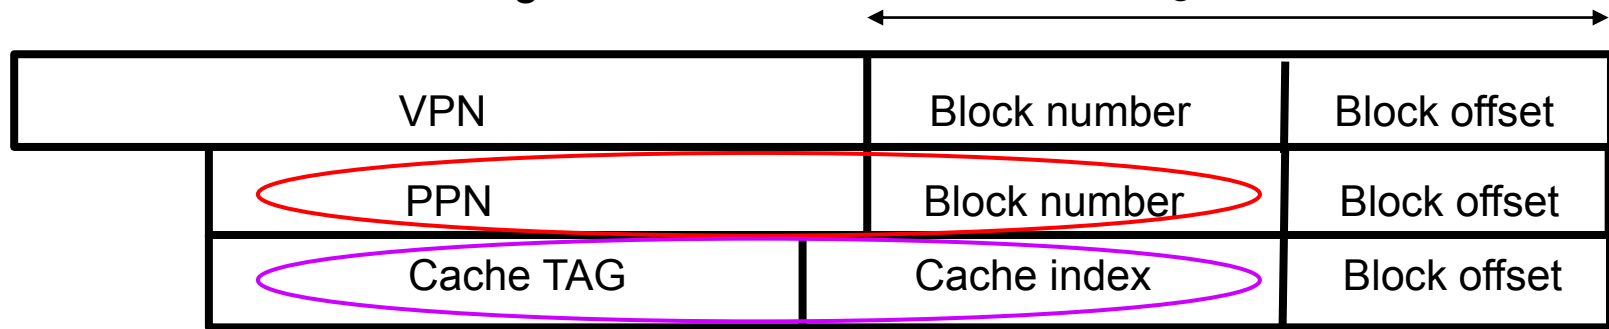 VPN Block number Block offset
PPN Block number Block offset
Cache TAG Cache index Block offset